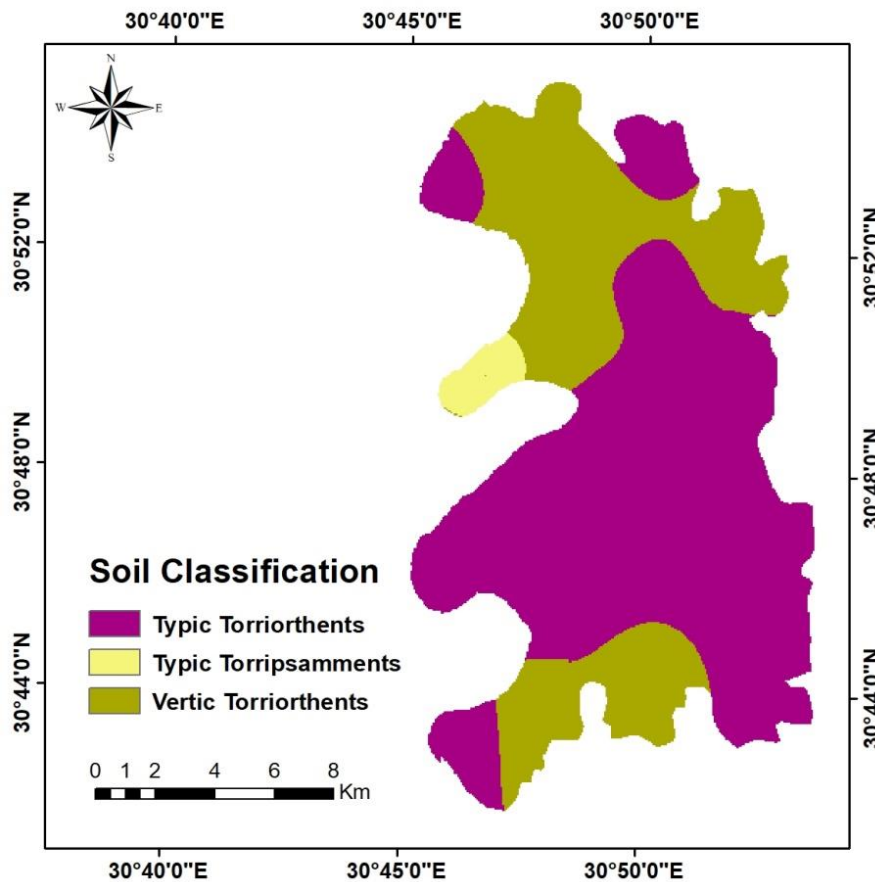 30°40'0"E 30°45'0"E 30°50'0"E
N
W E
S
30°52'0"N 30°52'0"N
30°48'0"N 30°48'0"N
Soil Classification
Typic Torriorthents
Typic Torripsamments
Vertic Torriorthents
30°44'0"N 30°44'0"N
0 1 2 4 6 8
Km
30°40'0"E 30°45'0"E 30°50'0"E